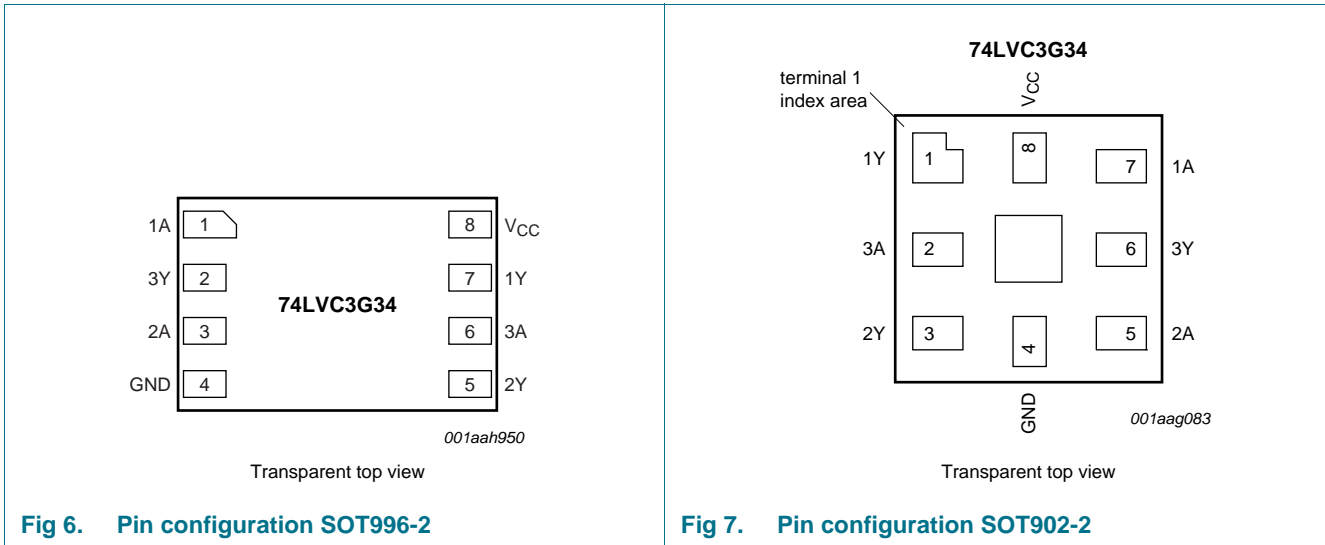 1A 1 8 VCC
3Y 2 7 1Y
74LVC3G34
2A 3 6 3A
GND 4 5 2Y
001aah950
Transparent top view
Fig 6. Pin configuration SOT996-2
74LVC3G34
terminal 1
index area
VCC
1Y 1 8 7 1A
3A 2 6 3Y
2Y 3 4 5 2A
GND
001aag083
Transparent top view
Fig 7. Pin configuration SOT902-2